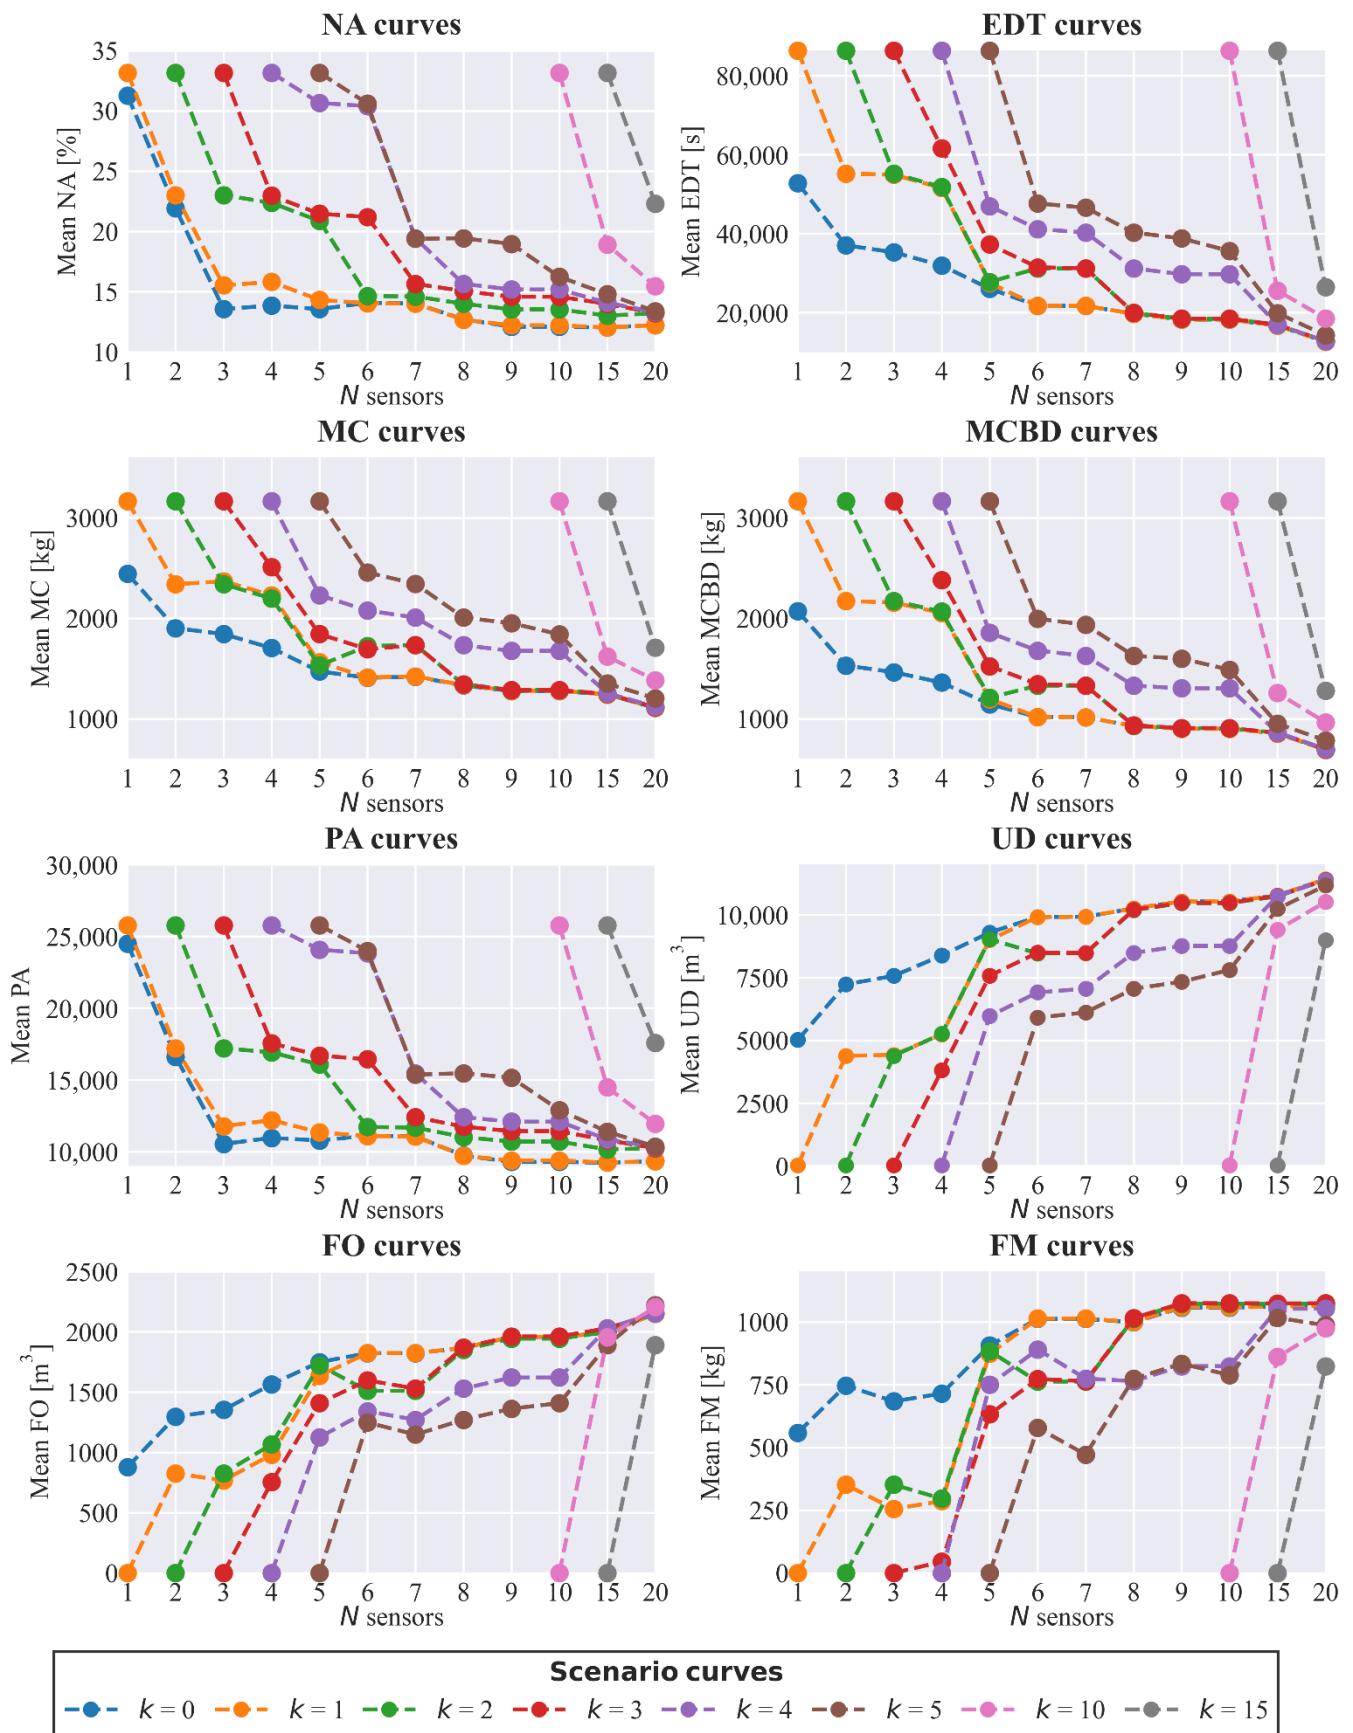 NA curves
EDT curves
35
30
25
20
15
10
Mean NA [%]
1 2 3 4 5 6 7 8 9 10 15 20
N sensors
80,000
60,000
40,000
20,000
Mean EDT [s]
1 2 3 4 5 6 7 8 9 10 15 20
N sensors
MC curves
MCBD curves
3000
2000
1000
Mean MC [kg]
1 2 3 4 5 6 7 8 9 10 15 20
N sensors
3000
2000
1000
Mean MCBD [kg]
1 2 3 4 5 6 7 8 9 10 15 20
N sensors
PA curves
UD curves
30,000
25,000
20,000
15,000
10,000
Mean PA
1 2 3 4 5 6 7 8 9 10 15 20
N sensors
10,000
7500
5000
2500
0
Mean UD [m³]
1 2 3 4 5 6 7 8 9 10 15 20
N sensors
FO curves
FM curves
2500
2000
1500
1000
500
0
Mean FO [m³]
1 2 3 4 5 6 7 8 9 10 15 20
N sensors
1000
750
500
250
0
Mean FM [kg]
1 2 3 4 5 6 7 8 9 10 15 20
N sensors
Scenario curves
k = 0 k = 1 k = 2 k = 3 k = 4 k = 5 k = 10 k = 15